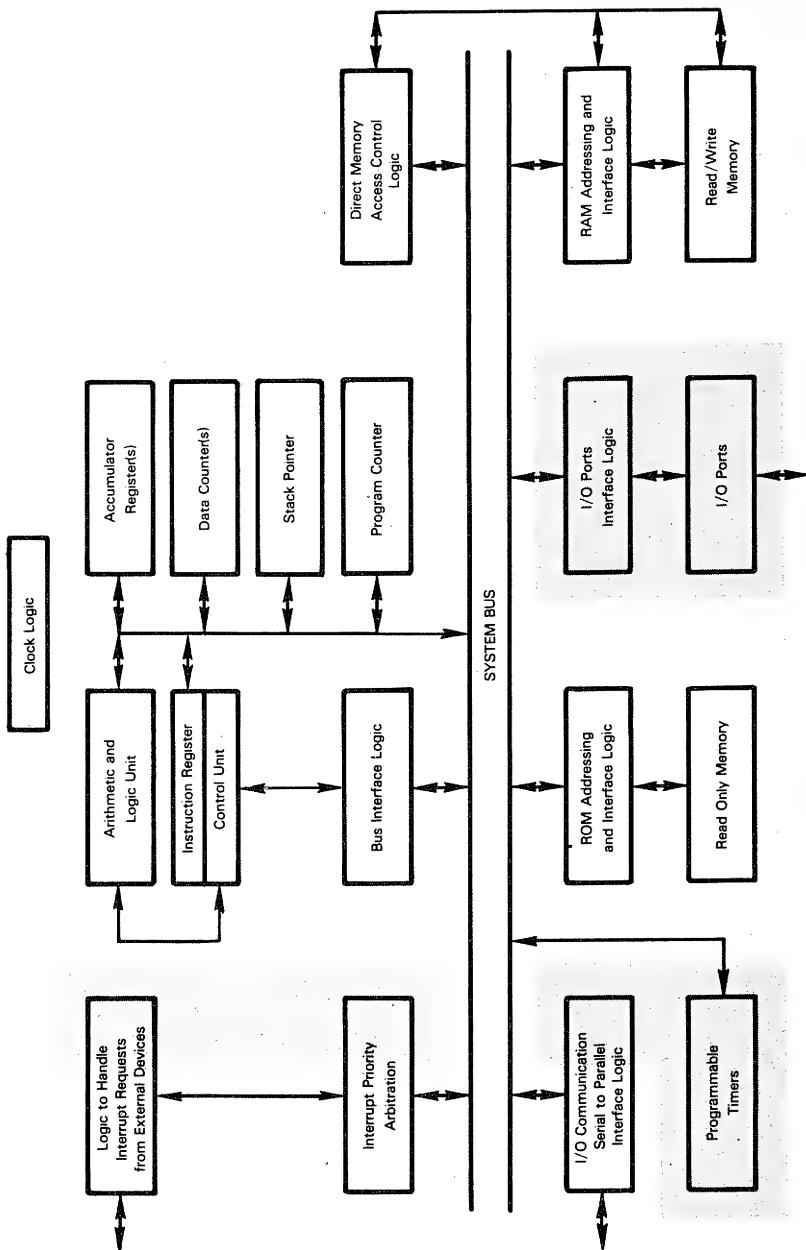 Clock Logic
Logic to Handle
Interrupt Requests
from External Devices
Arithmetic and
Logic Unit
Accumulator
Register(s)
Instruction Register
Control Unit
Data Counter(s)
Stack Pointer
Interrupt Priority
Arbitration
Bus Interface Logic
Program Counter
Direct Memory
Access Control
Logic
SYSTEM BUS
I/O Communication
Serial to Parallel
Interface Logic
ROM Addressing
and Interface Logic
I/O Ports
Interface Logic
RAM Addressing and
Interface Logic
Programmable
Timers
Read Only Memory
I/O Ports
Read/Write
Memory